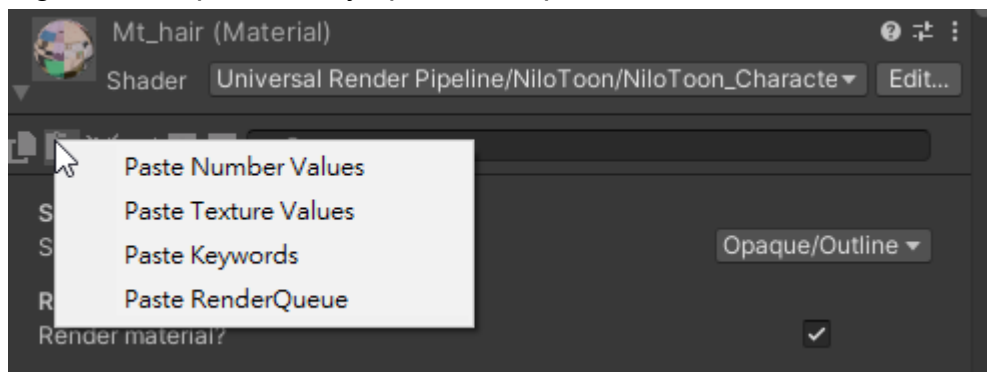 Mt_hair (Material)
Shader Universal Render Pipeline/NiloToon/NiloToon_Characte Edit...
Paste Number Values
Paste Texture Values
S
Paste Keywords
S
Opaque/Outline
Paste RenderQueue
R
Render material?